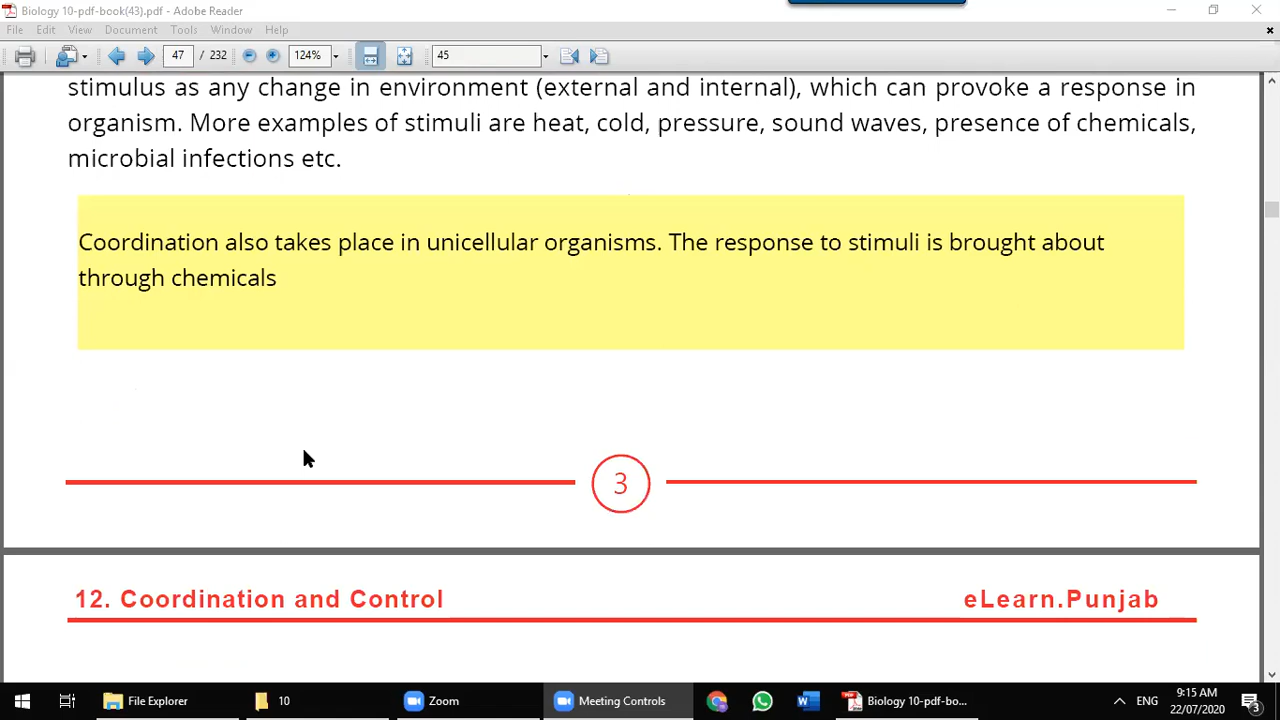 Biology 10-pdf-book(43).pdf - Adobe Reader
File Edit View Document Tools Window Help
47 / 232 124% 45
stimulus as any change in environment (external and internal), which can provoke a response in
organism. More examples of stimuli are heat, cold, pressure, sound waves, presence of chemicals,
microbial infections etc.
Coordination also takes place in unicellular organisms. The response to stimuli is brought about
through chemicals
3
12. Coordination and Control eLearn.Punjab
File Explorer 10 Zoom Meeting Controls Biology 10-pdf-bo... ENG 9:15 AM
22/07/2020 3